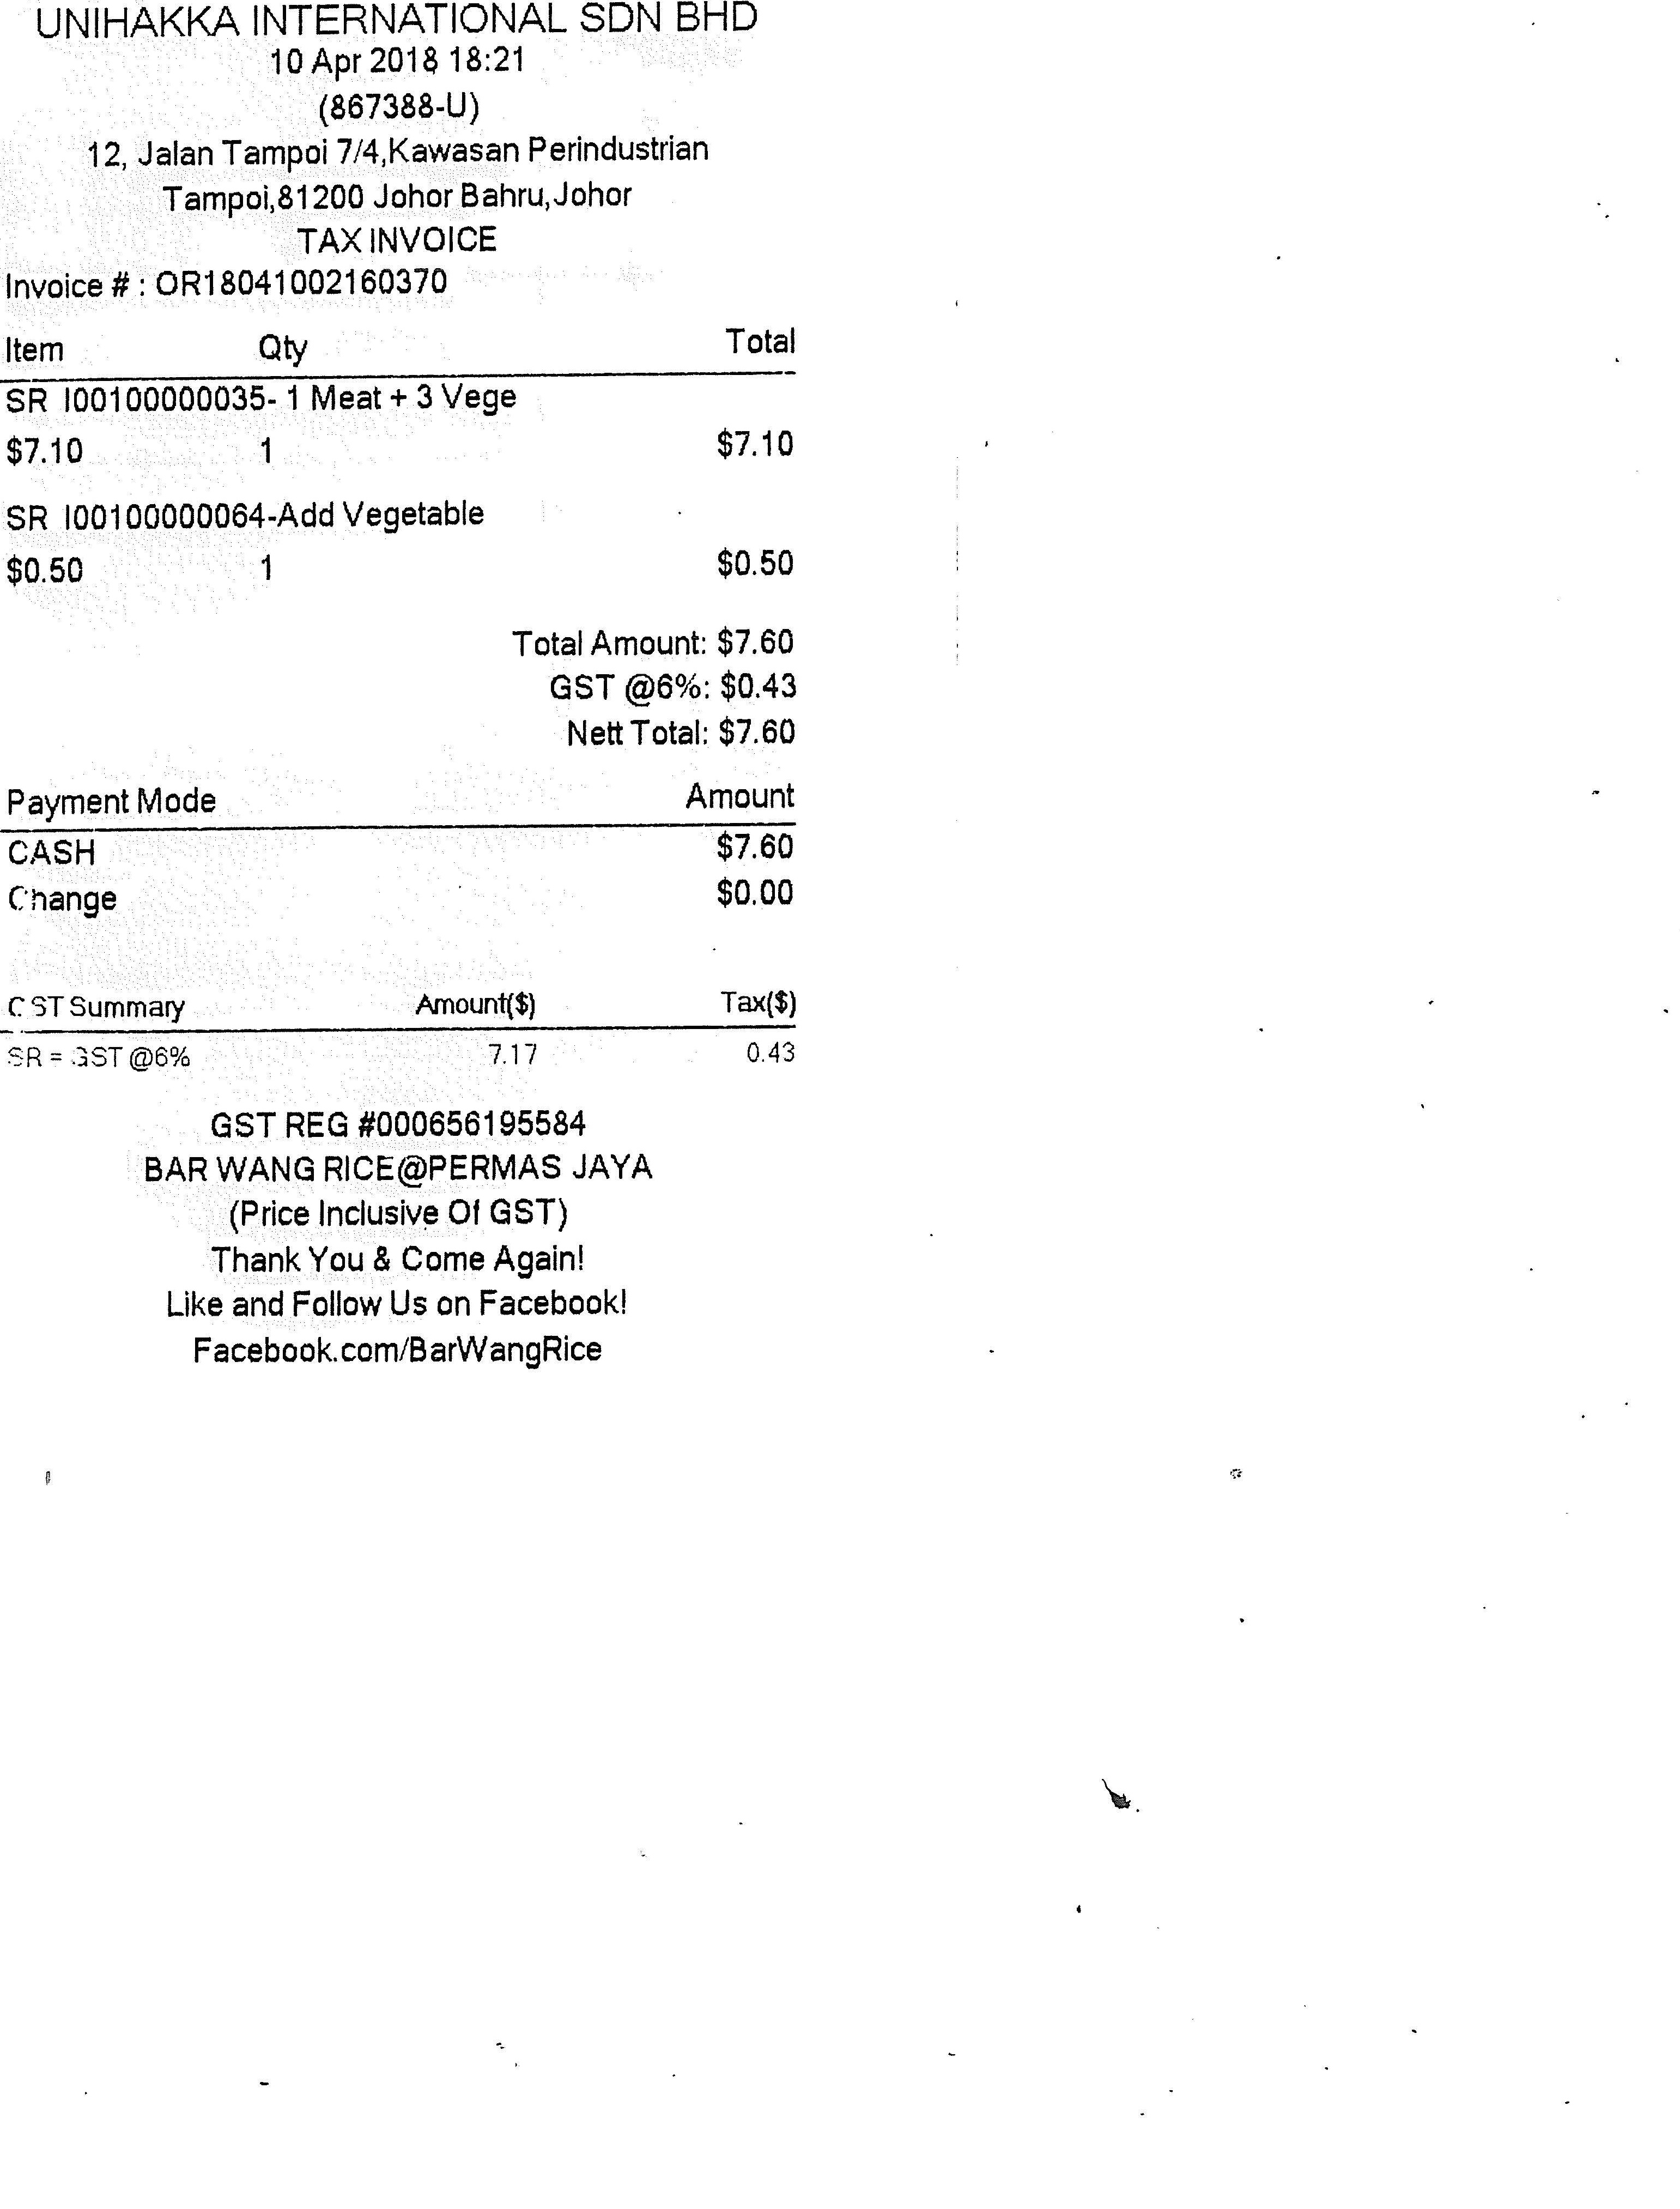 UNIHAKKA INTERNATIONAL SDN BHD
10 Apr 2018 18:21
(867388-U)
12, Jalan Tampoi 7/4,Kawasan Perindustrian
Tampoi,81200 Johor Bahru,Johor
TAX INVOICE
Invoice # : OR18041002160370
Item Qty Total
SR I00100000035- 1 Meat + 3 Vege
$7.10 1 $7.10
SR I00100000064-Add Vegetable
$0.50 1 $0.50
Total Amount: $7.60
GST @6%: $0.43
Nett Total: $7.60
Payment Mode Amount
CASH $7.60
Change $0.00
GST Summary Amount($) Tax($)
SR = GST @6% 7.17 0.43
GST REG #000656195584
BAR WANG RICE@PERMAS JAYA
(Price Inclusive Of GST)
Thank You & Come Again!
Like and Follow Us on Facebook!
Facebook.com/BarWangRice